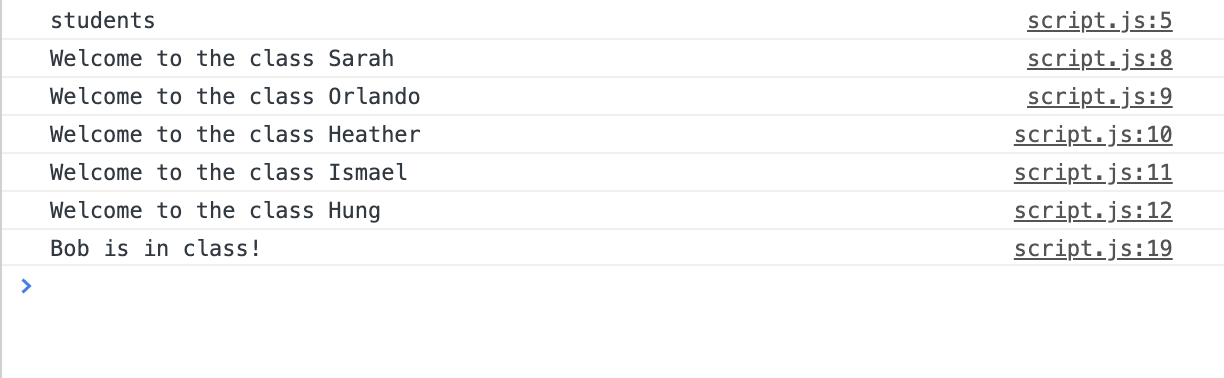 students script.js:5
Welcome to the class Sarah script.js:8
Welcome to the class Orlando script.js:9
Welcome to the class Heather script.js:10
Welcome to the class Ismael script.js:11
Welcome to the class Hung script.js:12
Bob is in class! script.js:19